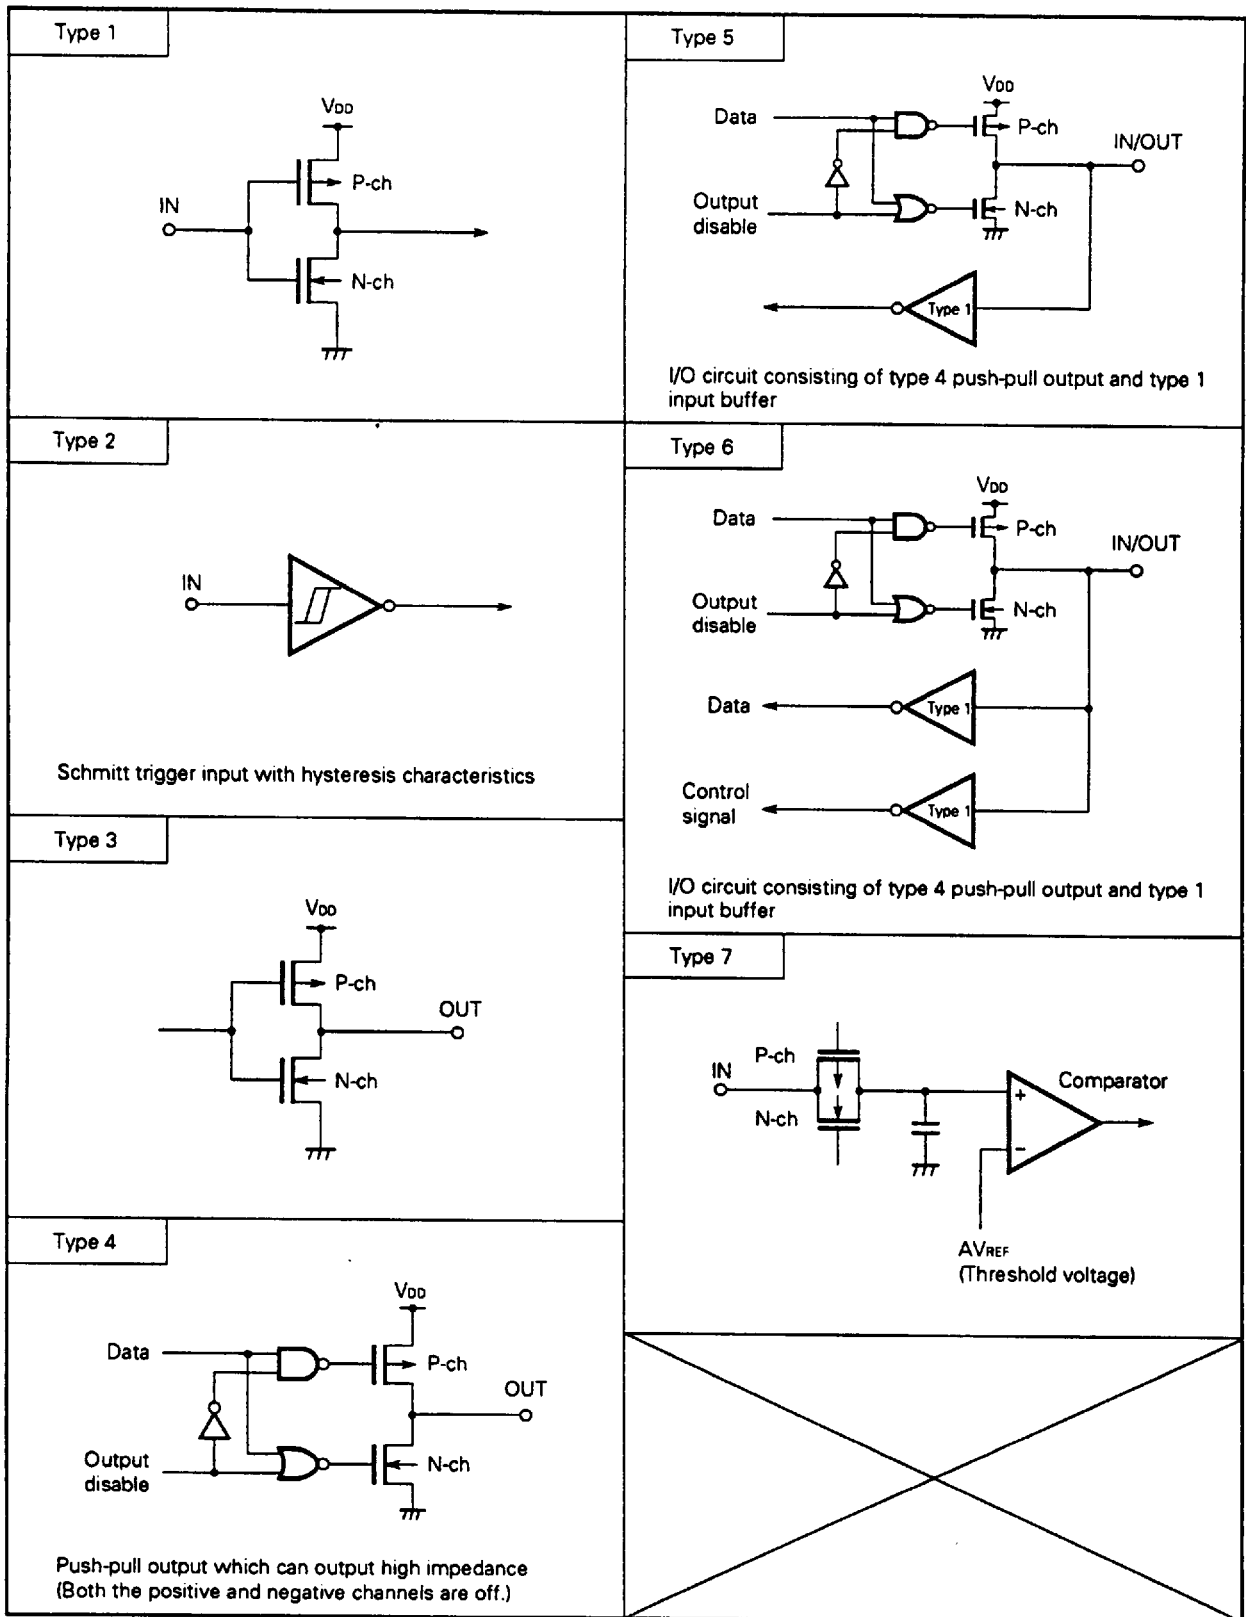 Type 1
VDD
P-ch
IN
N-ch
Type 2
IN
Schmitt trigger input with hysteresis characteristics
Type 3
VDD
P-ch
OUT
N-ch
Type 4
VDD
Data
P-ch
OUT
Output
disable
N-ch
Push-pull output which can output high impedance
(Both the positive and negative channels are off.)
Type 5
VDD
Data
P-ch
IN/OUT
Output
disable
N-ch
Type 1
I/O circuit consisting of type 4 push-pull output and type 1
input buffer
Type 6
VDD
Data
P-ch
IN/OUT
Output
disable
N-ch
Data
Type 1
Control
signal
Type 1
I/O circuit consisting of type 4 push-pull output and type 1
input buffer
Type 7
P-ch
IN
Comparator
+
N-ch
−
AVREF
(Threshold voltage)